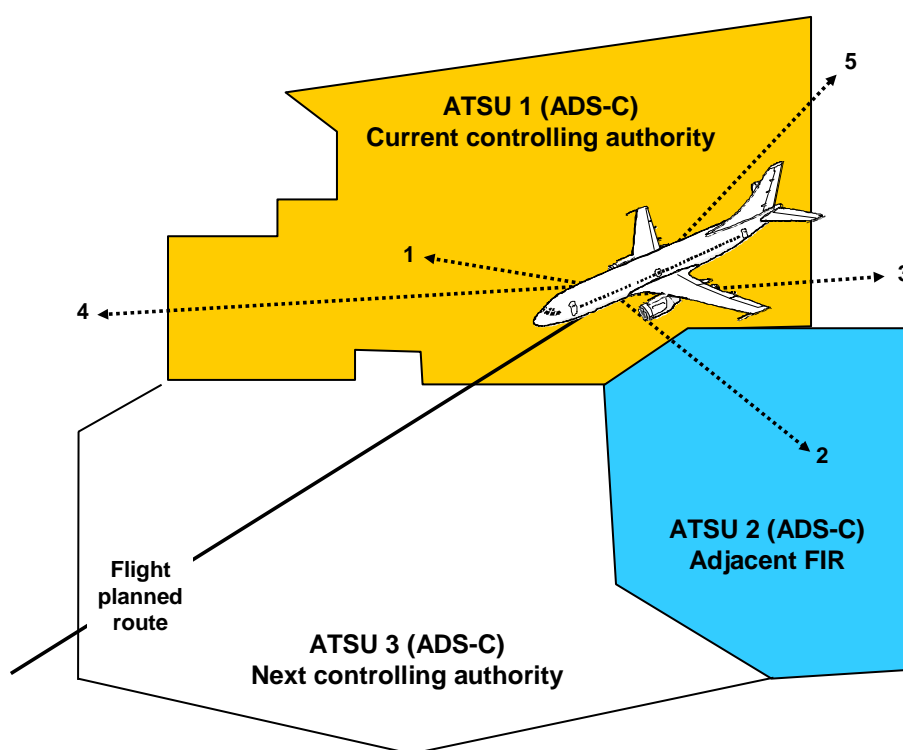 5
ATSU 1 (ADS-C)
Current controlling authority
1
3
4
2
ATSU 2 (ADS-C)
Adjacent FIR
Flight
planned
route
ATSU 3 (ADS-C)
Next controlling authority